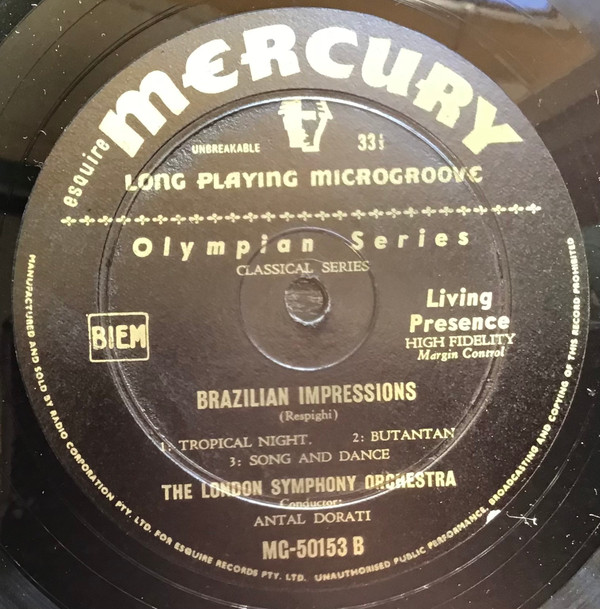 esquire MERCURY
UNBREAKABLE 33⅓
LONG PLAYING MICROGROOVE
Olympian Series
CLASSICAL SERIES
BIEM
Living
Presence
HIGH FIDELITY
Margin Control
BRAZILIAN IMPRESSIONS
(Respighi)
1: TROPICAL NIGHT. 2: BUTANTAN
3: SONG AND DANCE
THE LONDON SYMPHONY ORCHESTRA
Conductor:
ANTAL DORATI
MG-50153 B
MANUFACTURED AND SOLD BY RADIO CORPORATION PTY. LTD. FOR ESQUIRE RECORDS PTY. LTD. UNAUTHORISED PUBLIC PERFORMANCE, BROADCASTING AND COPYING OF THIS RECORD PROHIBITED